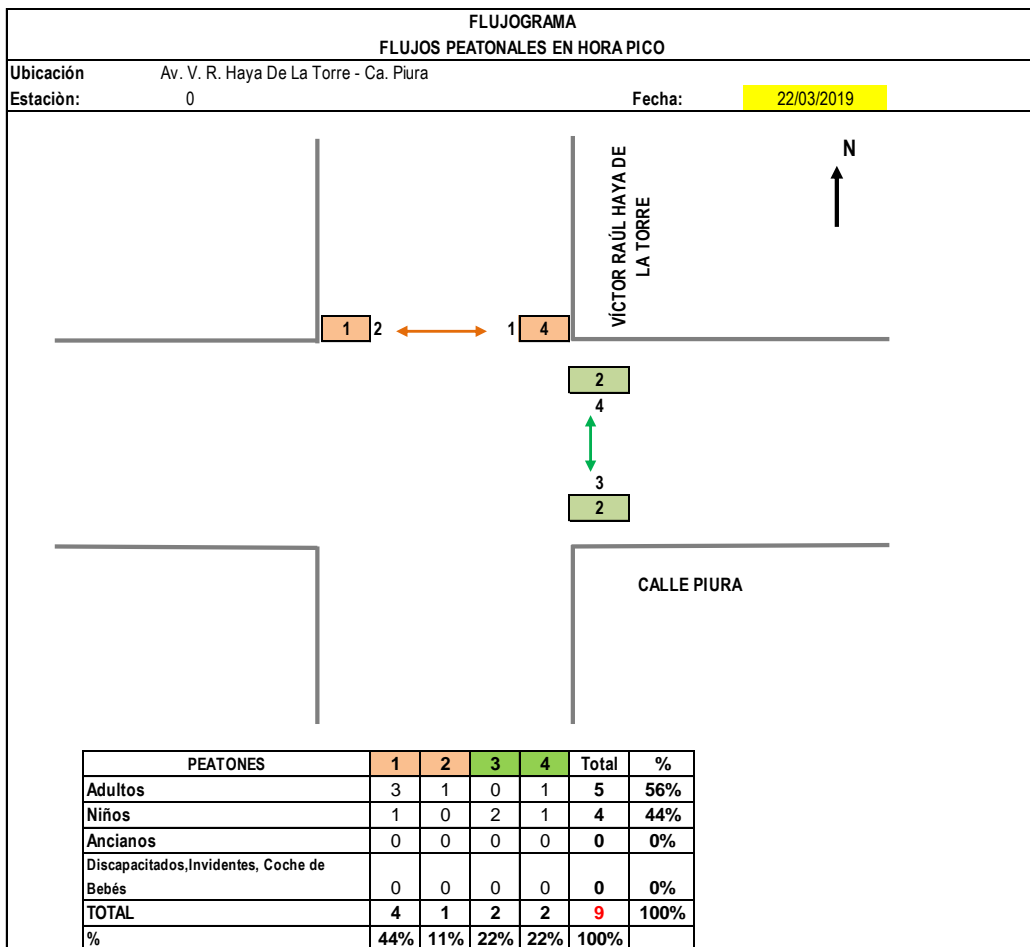 FLUJOGRAMA
FLUJOS PEATONALES EN HORA PICO
Ubicación Av. V. R. Haya De La Torre - Ca. Piura
Estaciòn: 0 Fecha: 22/03/2019
N
VÍCTOR RAÚL HAYA DE
LA TORRE
1 2 1 4
2
4
3
2
CALLE PIURA
PEATONES 1 2 3 4 Total %
Adultos 3 1 0 1 5 56%
Niños 1 0 2 1 4 44%
Ancianos 0 0 0 0 0 0%
Discapacitados,Invidentes, Coche de
Bebés 0 0 0 0 0 0%
TOTAL 4 1 2 2 9 100%
% 44% 11% 22% 22% 100%